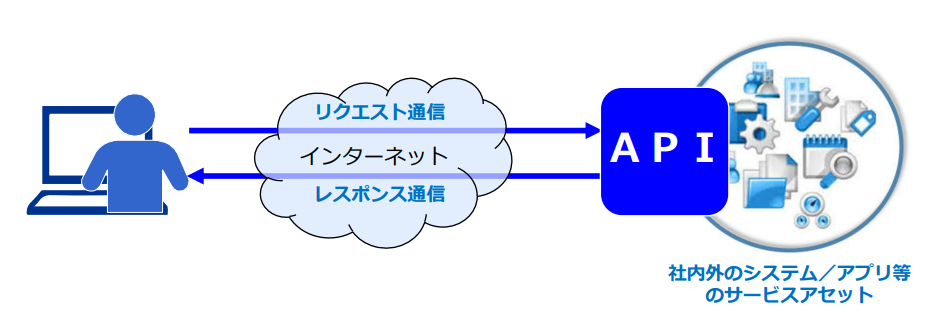 リクエスト通信
インターネット
レスポンス通信
ＡＰＩ
社内外のシステム／アプリ等
のサービスアセット